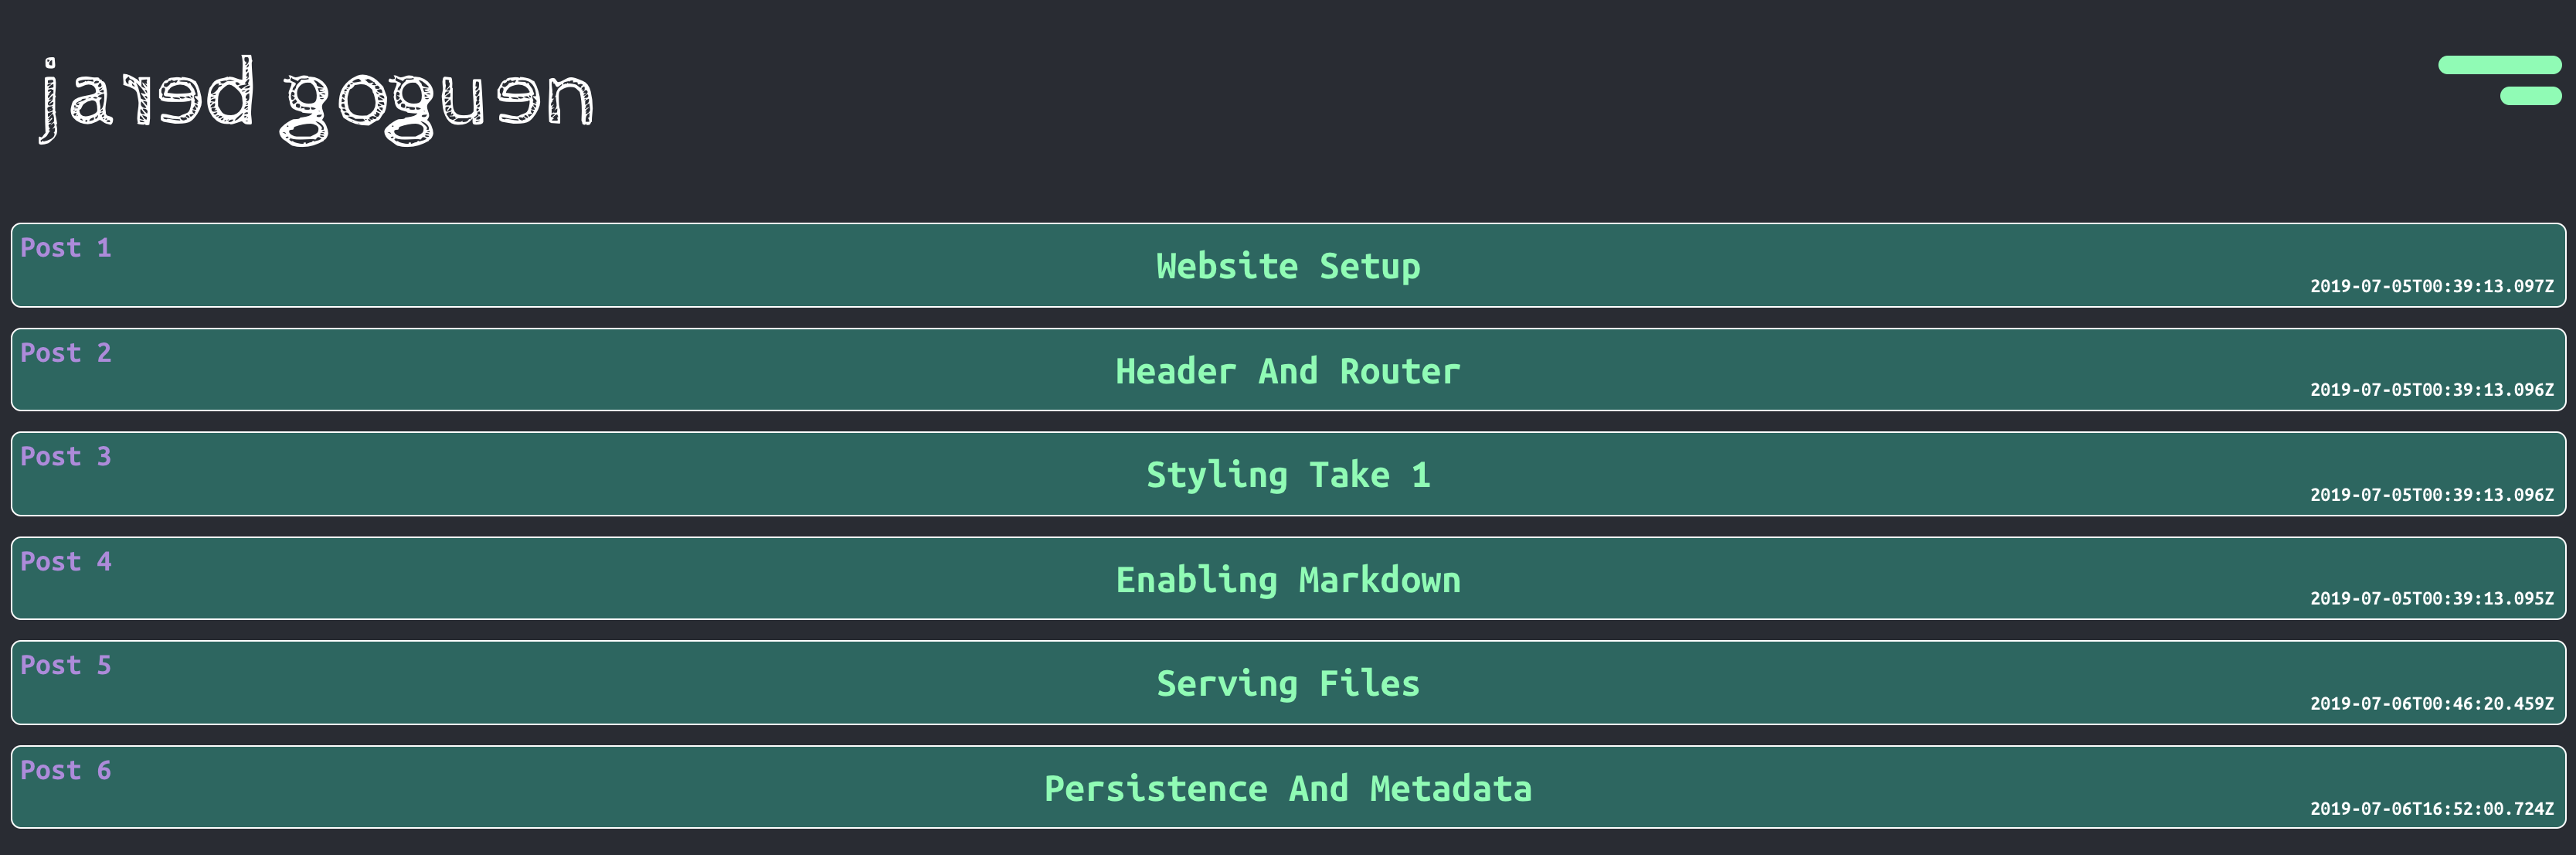 jared goguen
Post 1
Website Setup
2019-07-05T00:39:13.097Z
Post 2
Header And Router
2019-07-05T00:39:13.096Z
Post 3
Styling Take 1
2019-07-05T00:39:13.096Z
Post 4
Enabling Markdown
2019-07-05T00:39:13.095Z
Post 5
Serving Files
2019-07-06T00:46:20.459Z
Post 6
Persistence And Metadata
2019-07-06T16:52:00.724Z